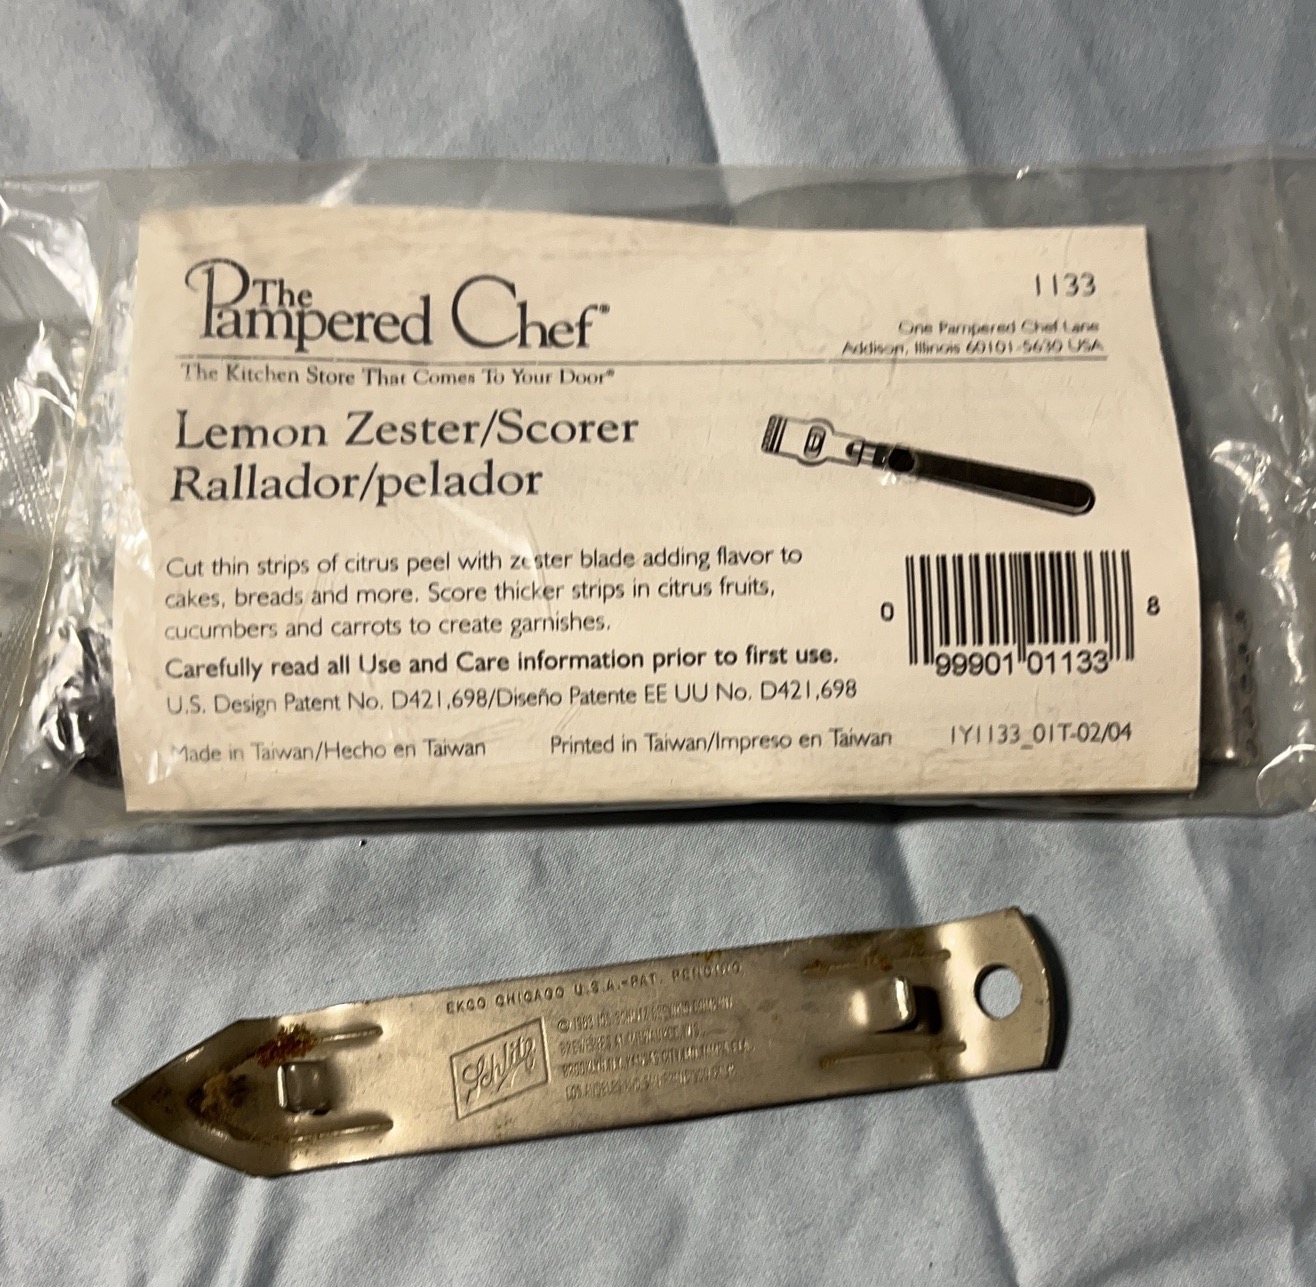 The
Pampered Chef®
The Kitchen Store That Comes To Your Door®
1133
One Pampered Chef Lane
Addison, Illinois 60101-5630 USA
Lemon Zester/Scorer
Rallador/pelador
Cut thin strips of citrus peel with zester blade adding flavor to
cakes, breads and more. Score thicker strips in citrus fruits,
cucumbers and carrots to create garnishes.
Carefully read all Use and Care information prior to first use.
U.S. Design Patent No. D421,698/Diseño Patente EE UU No. D421,698
Made in Taiwan/Hecho en Taiwan
Printed in Taiwan/Impreso en Taiwan
1Y1133_01T-02/04
0 99901 01133 8
EKCO CHICAGO U.S.A.-PAT. PENDING
Schlitz